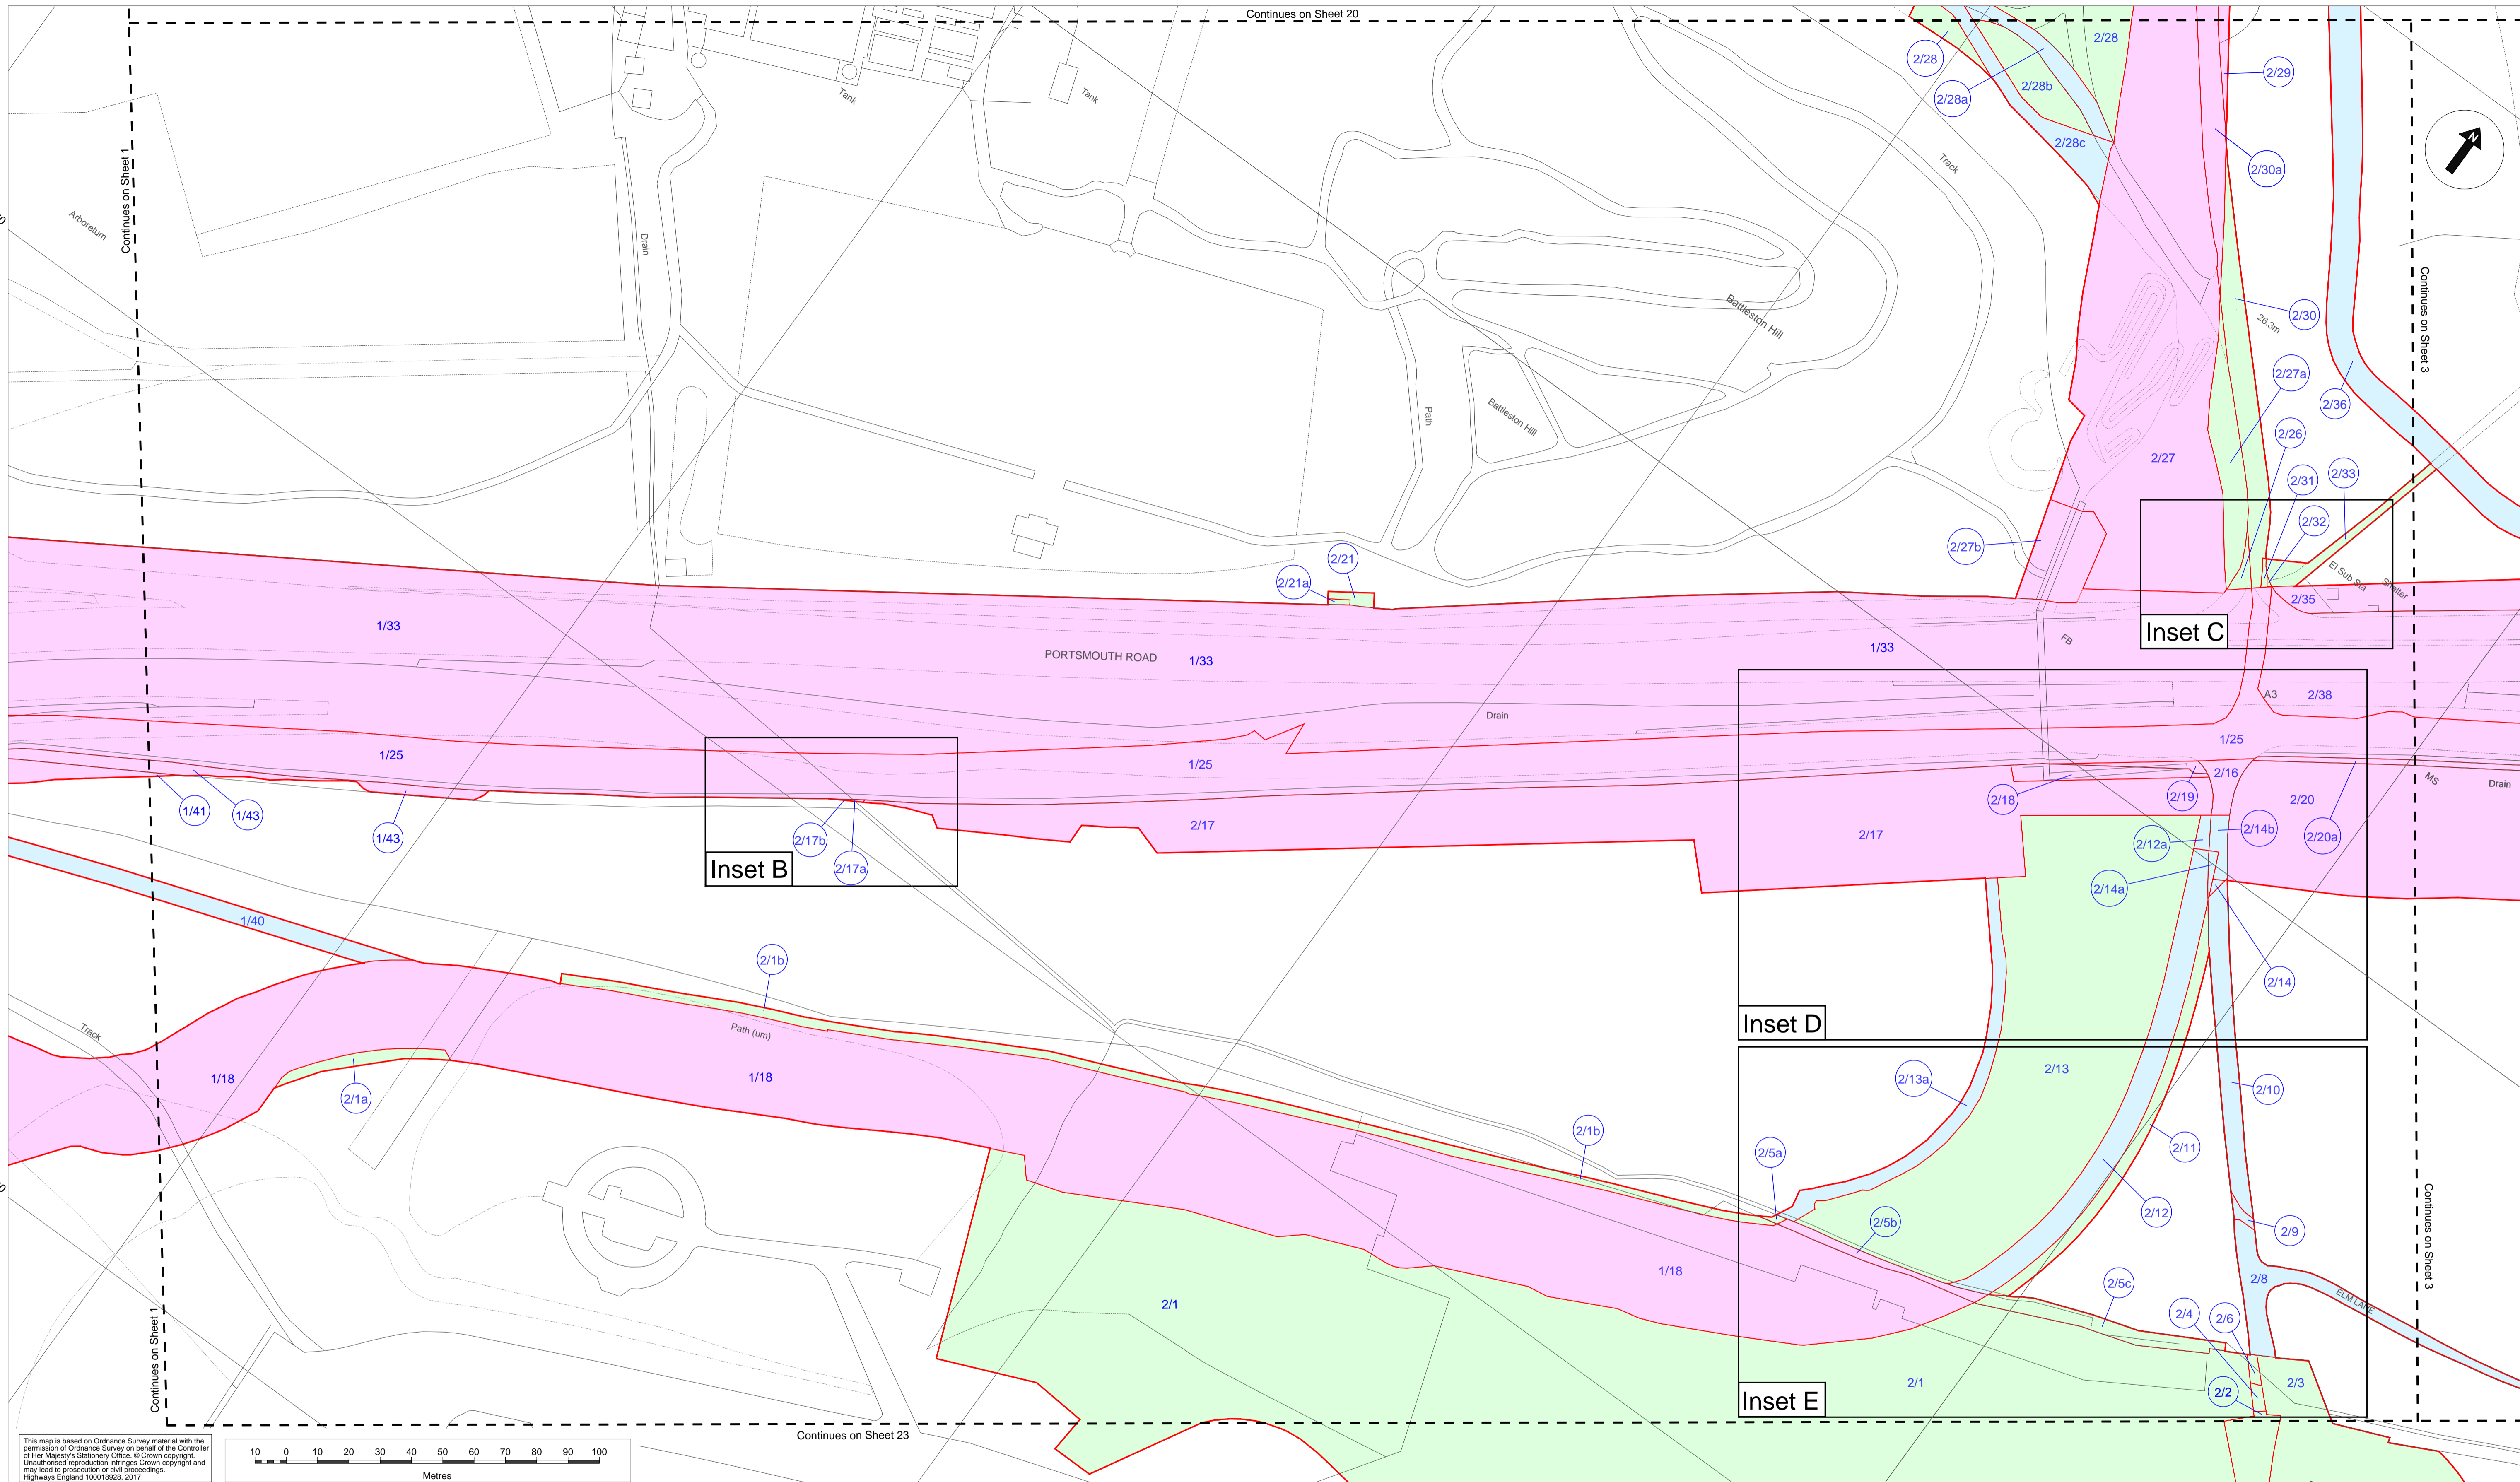 Continues on Sheet 20
Continues on Sheet 1
Arboretum
Drain
Tank
Tank
Path
Battleston Hill
Battleston Hill
Track
2/28
2/28
2/28a
2/28b
2/28c
2/29
2/30a
N
2/30
26.3m
Continues on Sheet 3
2/27a
2/36
2/26
2/27
2/31
2/33
2/32
2/27b
2/21
2/21a
El Sub Sta
Shelter
2/35
Inset C
FB
1/33
PORTSMOUTH ROAD
1/33
1/33
A3
2/38
Drain
1/25
1/25
1/25
2/16
MS
Drain
2/18
2/19
2/20
2/20a
1/41
1/43
1/43
2/17b
2/17a
Inset B
2/17
2/17
2/12a
2/14b
2/14a
2/14
1/40
2/1b
Path (um)
Track
Inset D
1/18
1/18
2/1a
2/13a
2/13
2/10
2/1b
2/5a
2/11
2/12
2/5b
2/9
Continues on Sheet 3
1/18
2/8
ELM LANE
2/5c
2/4
2/6
2/1
2/1
2/2
2/3
Inset E
Continues on Sheet 1
Continues on Sheet 23
This map is based on Ordnance Survey material with the
permission of Ordnance Survey on behalf of the Controller
of Her Majesty's Stationery Office. © Crown copyright.
Unauthorised reproduction infringes Crown copyright and
may lead to prosecution or civil proceedings.
Highways England 100018928, 2017.
10 0 10 20 30 40 50 60 70 80 90 100
Metres